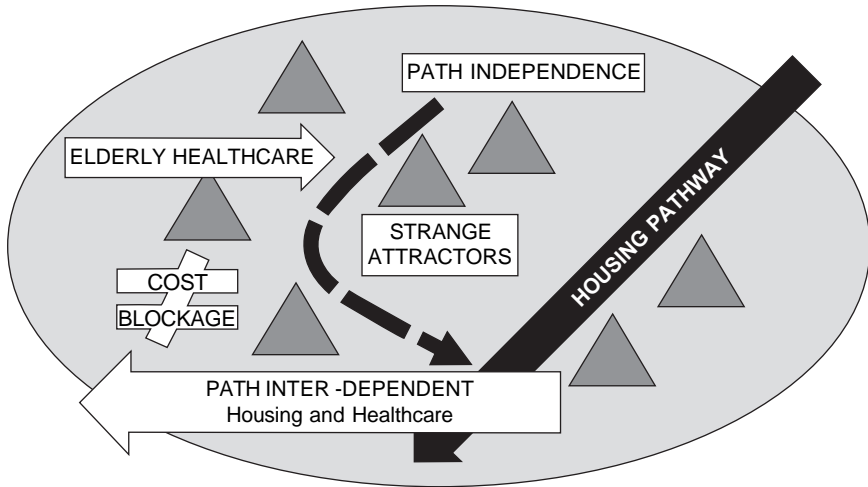 PATH INDEPENDENCE
ELDERLY HEALTHCARE
STRANGE
ATTRACTORS
HOUSING PATHWAY
COST
BLOCKAGE
PATH INTER -DEPENDENT
Housing and Healthcare